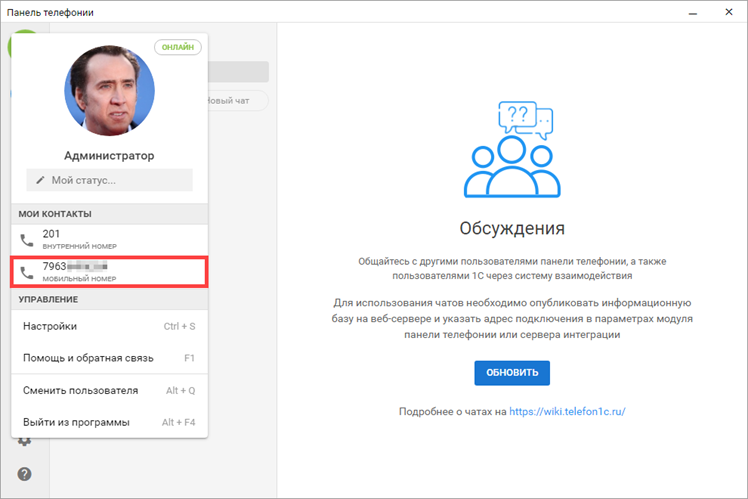 Панель телефонии
ОНЛАЙН
Администратор
Мой статус...
МОИ КОНТАКТЫ
201
ВНУТРЕННИЙ НОМЕР
7963
МОБИЛЬНЫЙ НОМЕР
УПРАВЛЕНИЕ
Настройки Ctrl + S
Помощь и обратная связь F1
Сменить пользователя Alt + Q
Выйти из программы Alt + F4
?
Новый чат
??
..
Обсуждения
Общайтесь с другими пользователями панели телефонии, а также
пользователями 1С через систему взаимодействия
Для использования чатов необходимо опубликовать информационную
базу на веб-сервере и указать адрес подключения в параметрах модуля
панели телефонии или сервера интеграции
ОБНОВИТЬ
Подробнее о чатах на https://wiki.telefon1c.ru/